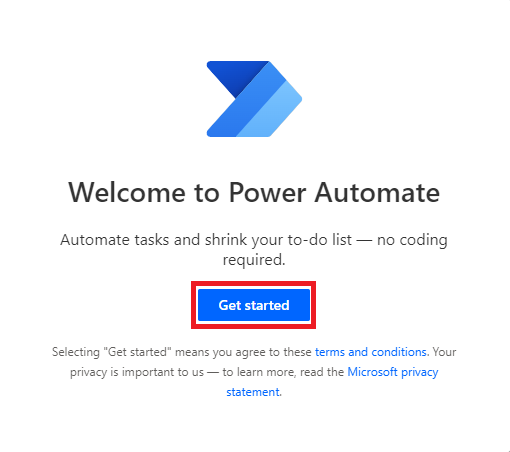 Welcome to Power Automate
Automate tasks and shrink your to-do list — no coding
required.
Get started
Selecting "Get started" means you agree to these terms and conditions. Your
privacy is important to us — to learn more, read the Microsoft privacy
statement.